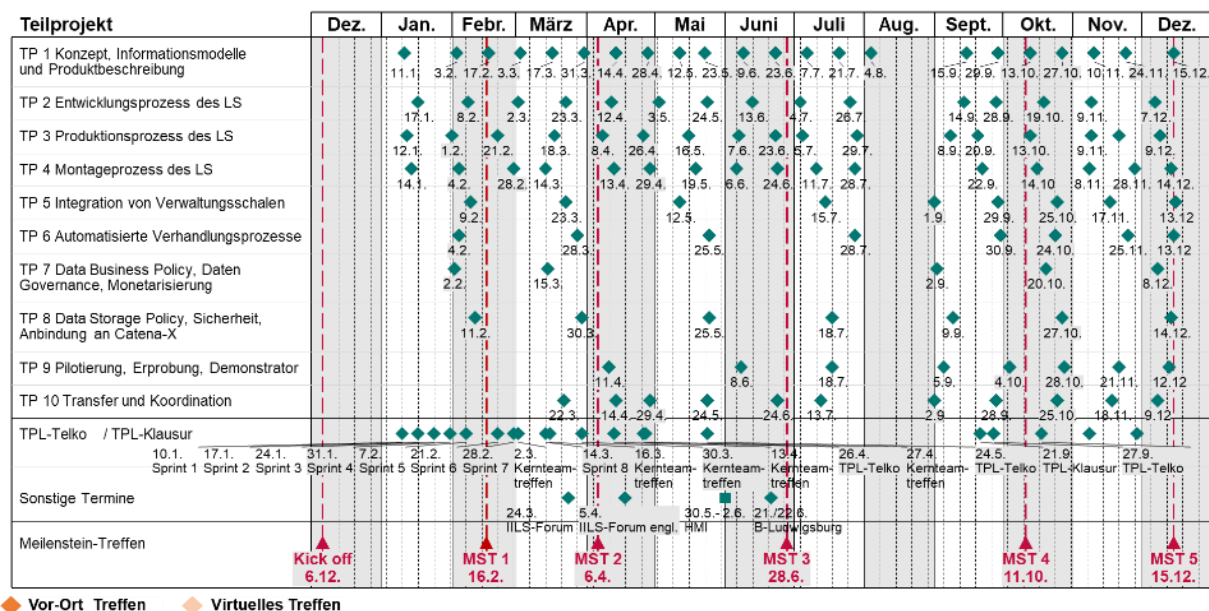 Teilprojekt Dez. Jan. Febr. März Apr. Mai Juni Juli Aug. Sept. Okt. Nov. Dez.
TP 1 Konzept, Informationsmodelle
und Produktbeschreibung
11.1. 3.2. 17.2. 3.3. 17.3. 31.3. 14.4. 28.4. 12.5. 23.5. 9.6. 23.6. 7.7. 21.7. 4.8. 15.9. 29.9. 13.10. 27.10. 10.11. 24.11. 15.12.
TP 2 Entwicklungsprozess des LS
17.1. 8.2. 2.3. 23.3. 12.4. 3.5. 24.5. 13.6. 4.7. 26.7. 14.9. 28.9. 19.10. 9.11. 7.12.
TP 3 Produktionsprozess des LS
12.1. 1.2. 21.2. 18.3. 8.4. 26.4. 16.5. 7.6. 23.6. 5.7. 29.7. 8.9. 20.9. 13.10. 9.11. 9.12.
TP 4 Montageprozess des LS
14.1. 4.2. 28.2. 14.3. 13.4. 29.4. 19.5. 6.6. 24.6. 11.7. 28.7. 22.9. 14.10 8.11. 28.11. 14.12.
TP 5 Integration von Verwaltungsschalen
9.2. 23.3. 12.5. 15.7. 1.9. 29.9. 25.10. 17.11. 13.12
TP 6 Automatisierte Verhandlungsprozesse
4.2. 28.3. 25.5. 28.7. 30.9. 24.10. 25.11. 13.12
TP 7 Data Business Policy, Daten
Governance, Monetarisierung
2.2. 15.3. 2.9. 20.10. 8.12.
TP 8 Data Storage Policy, Sicherheit,
Anbindung an Catena-X
11.2. 30.3. 25.5. 18.7. 9.9. 27.10. 14.12.
TP 9 Pilotierung, Erprobung, Demonstrator
11.4. 8.6. 18.7. 5.9. 4.10. 28.10. 21.11. 12.12
TP 10 Transfer und Koordination
22.3. 14.4. 29.4. 24.5. 24.6. 13.7. 2.9. 28.9. 25.10. 18.11. 9.12.
TPL-Telko / TPL-Klausur
10.1. 17.1. 24.1. 31.1. 7.2. 21.2. 28.2. 2.3. 14.3. 16.3. 30.3. 13.4. 26.4. 27.4. 24.5. 21.9. 27.9.
Sprint 1 Sprint 2 Sprint 3 Sprint 4 Sprint 5 Sprint 6 Sprint 7 Kernteam- Sprint 8 Kernteam- Kernteam- Kernteam- TPL-Telko Kernteam- TPL-Telko TPL-Klausur TPL-Telko
treffen treffen treffen treffen treffen
Sonstige Termine
24.3. 5.4. 30.5.- 2.6. 21./22.6.
IILS-Forum IILS-Forum engl. HMI B-Ludwigsburg
Meilenstein-Treffen
Kick off MST 1 MST 2 MST 3 MST 4 MST 5
6.12. 16.2. 6.4. 28.6. 11.10. 15.12.
Vor-Ort Treffen Virtuelles Treffen